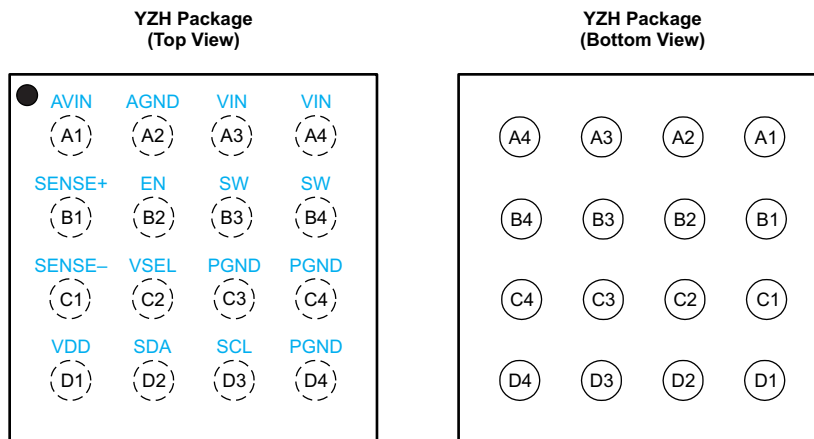 YZH Package
(Top View)
AVIN AGND VIN VIN
A1 A2 A3 A4
SENSE+ EN SW SW
B1 B2 B3 B4
SENSE– VSEL PGND PGND
C1 C2 C3 C4
VDD SDA SCL PGND
D1 D2 D3 D4
YZH Package
(Bottom View)
A4 A3 A2 A1
B4 B3 B2 B1
C4 C3 C2 C1
D4 D3 D2 D1